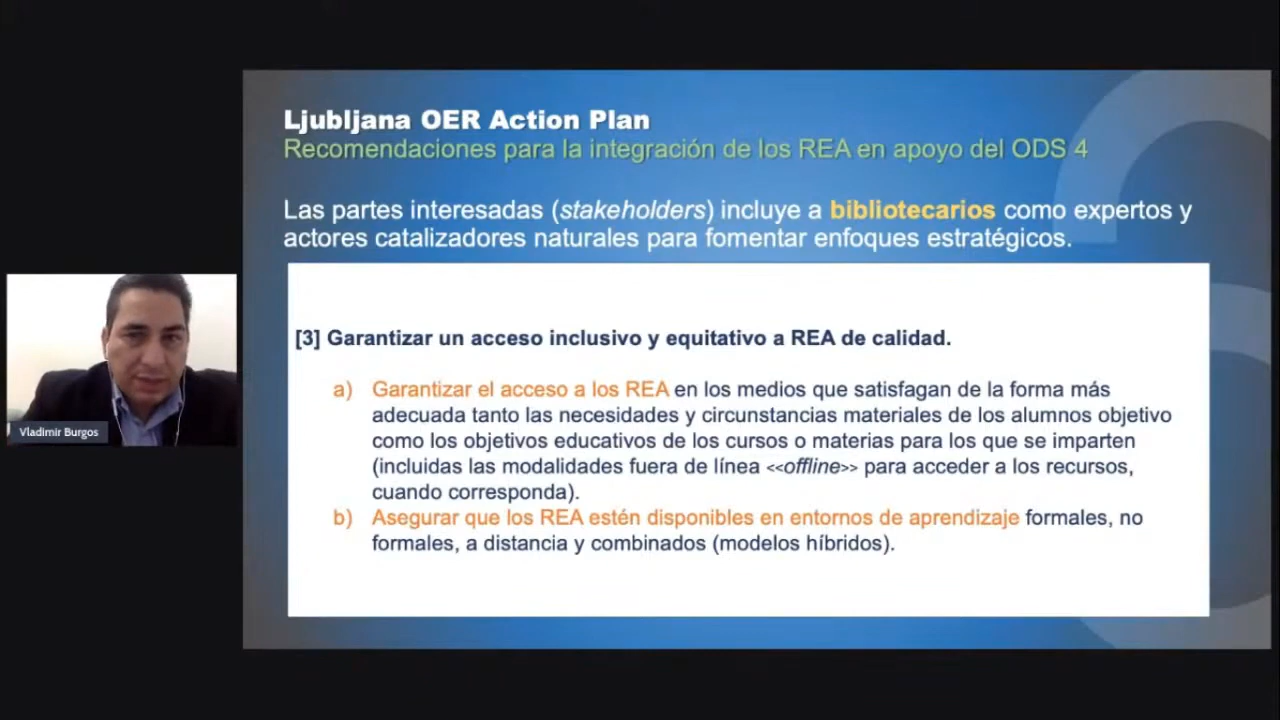 Ljubljana OER Action Plan
Recomendaciones para la integración de los REA en apoyo del ODS 4
Las partes interesadas (stakeholders) incluye a bibliotecarios como expertos y
actores catalizadores naturales para fomentar enfoques estratégicos.
[3] Garantizar un acceso inclusivo y equitativo a REA de calidad.
a) Garantizar el acceso a los REA en los medios que satisfagan de la forma más
adecuada tanto las necesidades y circunstancias materiales de los alumnos objetivo
como los objetivos educativos de los cursos o materias para los que se imparten
(incluidas las modalidades fuera de línea <<offline>> para acceder a los recursos,
cuando corresponda).
b) Asegurar que los REA estén disponibles en entornos de aprendizaje formales, no
formales, a distancia y combinados (modelos híbridos).
Vladimir Burgos